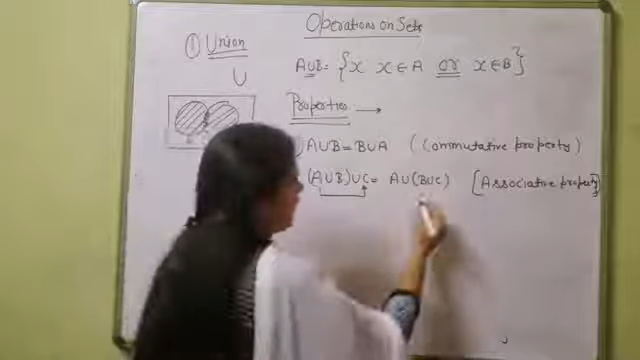 Operations on Sets
① Union
∪
A∪B = {x x∈A or x∈B}
Properties →
A∪B = B∪A (Commutative property)
(A∪B)∪C = A∪(B∪C) [Associative property]